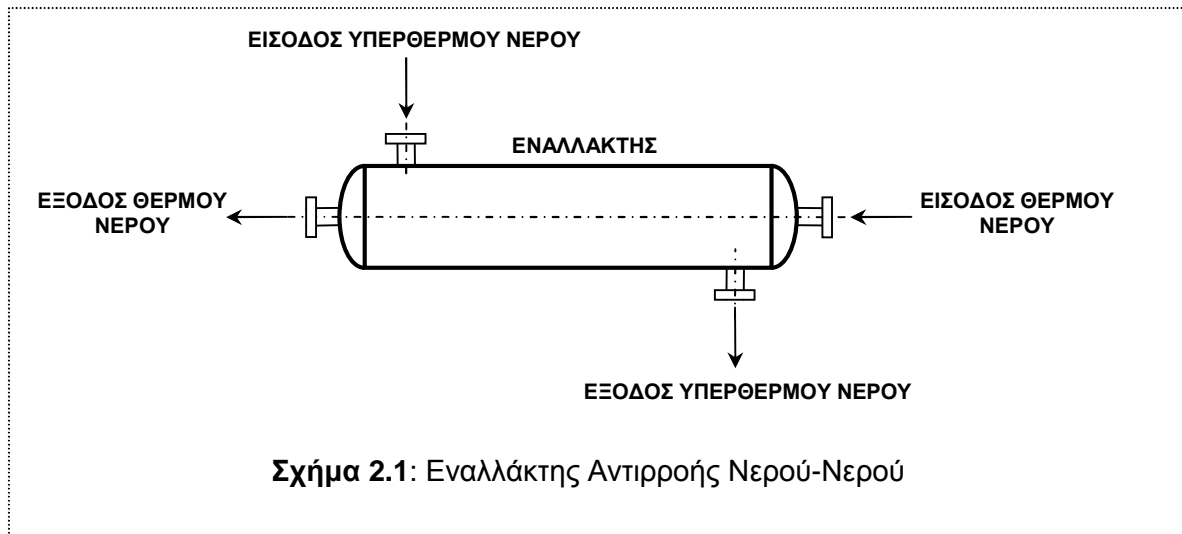 ΕΙΣΟΔΟΣ ΥΠΕΡΘΕΡΜΟΥ ΝΕΡΟΥ
ΕΝΑΛΛΑΚΤΗΣ
ΕΞΟΔΟΣ ΘΕΡΜΟΥ
ΝΕΡΟΥ
ΕΙΣΟΔΟΣ ΘΕΡΜΟΥ
ΝΕΡΟΥ
ΕΞΟΔΟΣ ΥΠΕΡΘΕΡΜΟΥ ΝΕΡΟΥ
Σχήμα 2.1: Εναλλάκτης Αντιρροής Νερού-Νερού